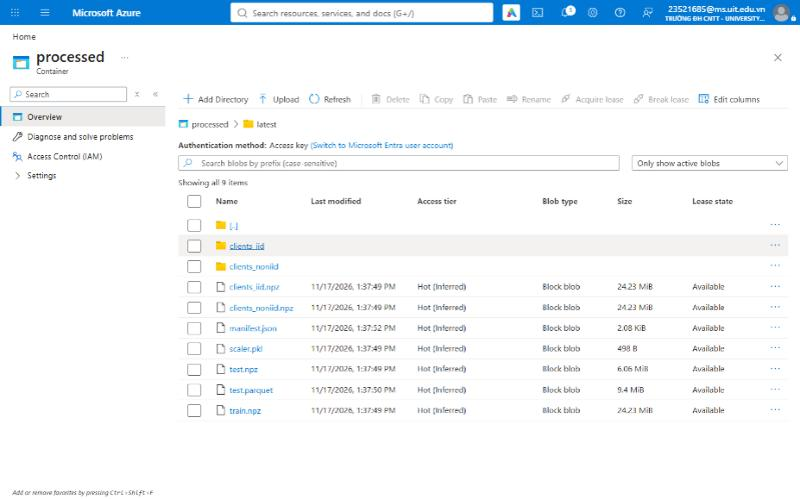 Microsoft Azure
Search resources, services, and docs (G+/)
1
23521685@ms.uit.edu.vn
TRƯỜNG ĐH CNTT - UNIVERSITY...
Home
processed
...
Container
Search
Overview
Diagnose and solve problems
Access Control (IAM)
Settings
Add Directory
Upload
Refresh
Delete
Copy
Paste
Rename
Acquire lease
Break lease
Edit columns
processed > latest
Authentication method: Access key (Switch to Microsoft Entra user account)
Search blobs by prefix (case-sensitive)
Only show active blobs
Showing all 9 items
Name Last modified Access tier Blob type Size Lease state
[..] ...
clients_iid ...
clients_noniid ...
clients_iid.npz 11/17/2026, 1:37:49 PM Hot (Inferred) Block blob 24.23 MiB Available ...
clients_noniid.npz 11/17/2026, 1:37:49 PM Hot (Inferred) Block blob 24.23 MiB Available ...
manifest.json 11/17/2026, 1:37:52 PM Hot (Inferred) Block blob 2.08 KiB Available ...
scaler.pkl 11/17/2026, 1:37:49 PM Hot (Inferred) Block blob 498 B Available ...
test.npz 11/17/2026, 1:37:49 PM Hot (Inferred) Block blob 6.06 MiB Available ...
test.parquet 11/17/2026, 1:37:50 PM Hot (Inferred) Block blob 9.4 MiB Available ...
train.npz 11/17/2026, 1:37:49 PM Hot (Inferred) Block blob 24.23 MiB Available ...
Add or remove favorites by pressing Ctrl+Shift+F